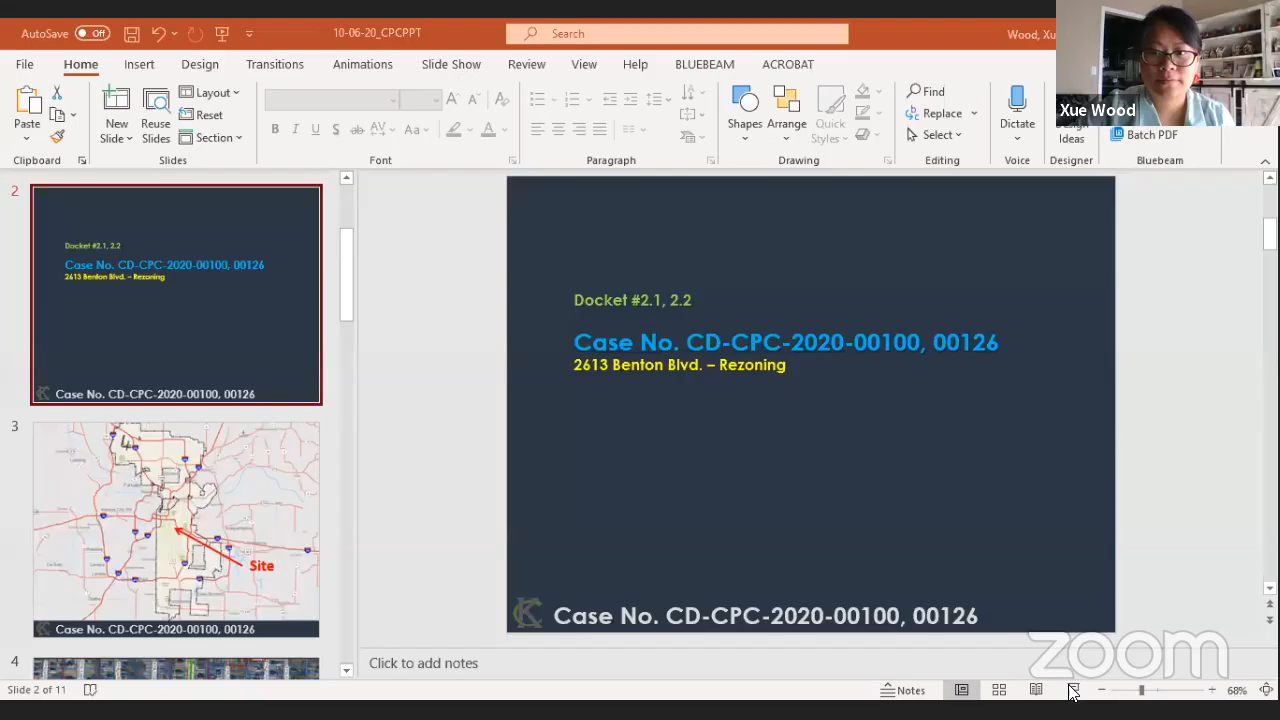 AutoSave Off 10-06-20_CPCPPT Search Wood, Xu
File Home Insert Design Transitions Animations Slide Show Review View Help BLUEBEAM ACROBAT
Xue Wood
Paste New Slide Reuse Slides Layout Reset Section
B I U S ab AV Aa A
Shapes Arrange Quick Styles Find Replace Select Dictate Design Ideas Batch PDF
Clipboard Slides Font Paragraph Drawing Editing Voice Designer Bluebeam
2
Docket #2.1, 2.2
Case No. CD-CPC-2020-00100, 00126
2613 Benton Blvd. – Rezoning
Case No. CD-CPC-2020-00100, 00126
3
Site
Case No. CD-CPC-2020-00100, 00126
4
Docket #2.1, 2.2
Case No. CD-CPC-2020-00100, 00126
2613 Benton Blvd. – Rezoning
KC Case No. CD-CPC-2020-00100, 00126
zoom
Click to add notes
Slide 2 of 11 Notes 68%